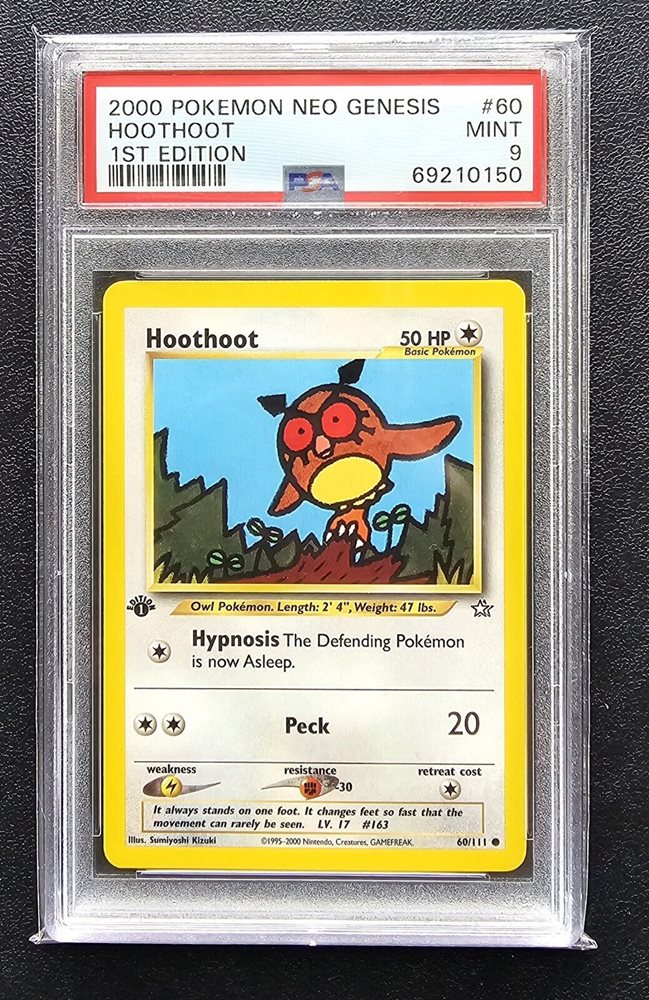 2000 POKEMON NEO GENESIS #60
HOOTHOOT MINT
1ST EDITION 9
PSA 69210150
Hoothoot 50 HP
Basic Pokémon
EDITION 1
Owl Pokémon. Length: 2' 4", Weight: 47 lbs.
Hypnosis The Defending Pokémon
is now Asleep.
Peck 20
weakness resistance retreat cost
-30
It always stands on one foot. It changes feet so fast that the
movement can rarely be seen. LV. 17 #163
Illus. Sumiyoshi Kizuki ©1995-2000 Nintendo, Creatures, GAMEFREAK. 60/111